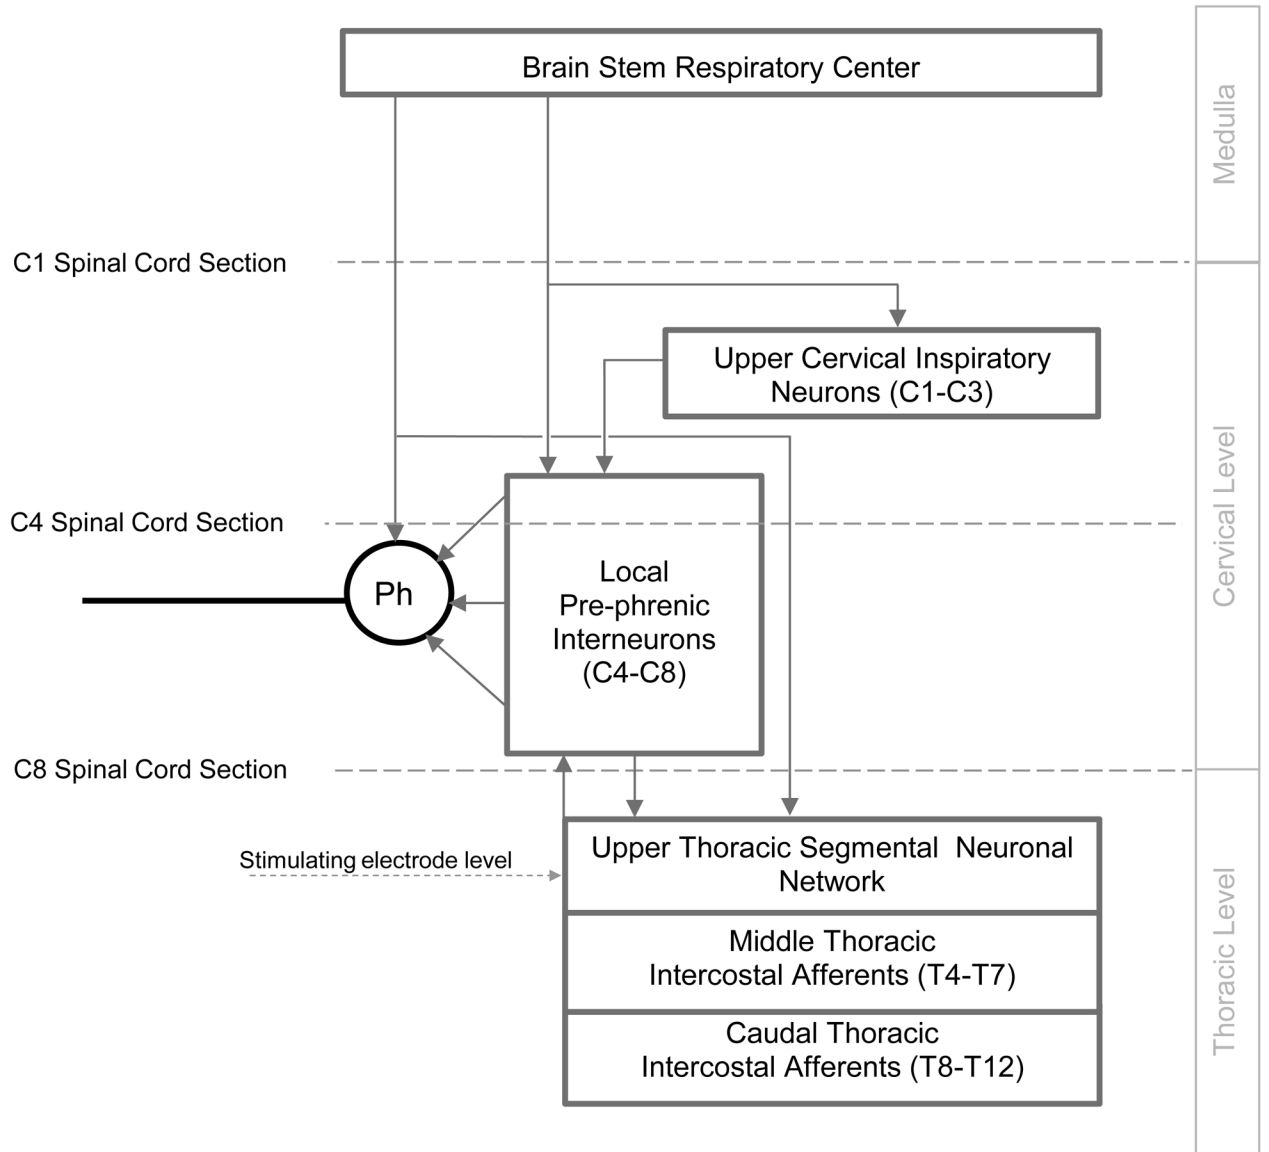 Brain Stem Respiratory Center
Medulla
C1 Spinal Cord Section
Upper Cervical Inspiratory
Neurons (C1-C3)
Cervical Level
C4 Spinal Cord Section
Ph
Local
Pre-phrenic
Interneurons
(C4-C8)
C8 Spinal Cord Section
Stimulating electrode level
Upper Thoracic Segmental Neuronal
Network
Middle Thoracic
Intercostal Afferents (T4-T7)
Caudal Thoracic
Intercostal Afferents (T8-T12)
Thoracic Level